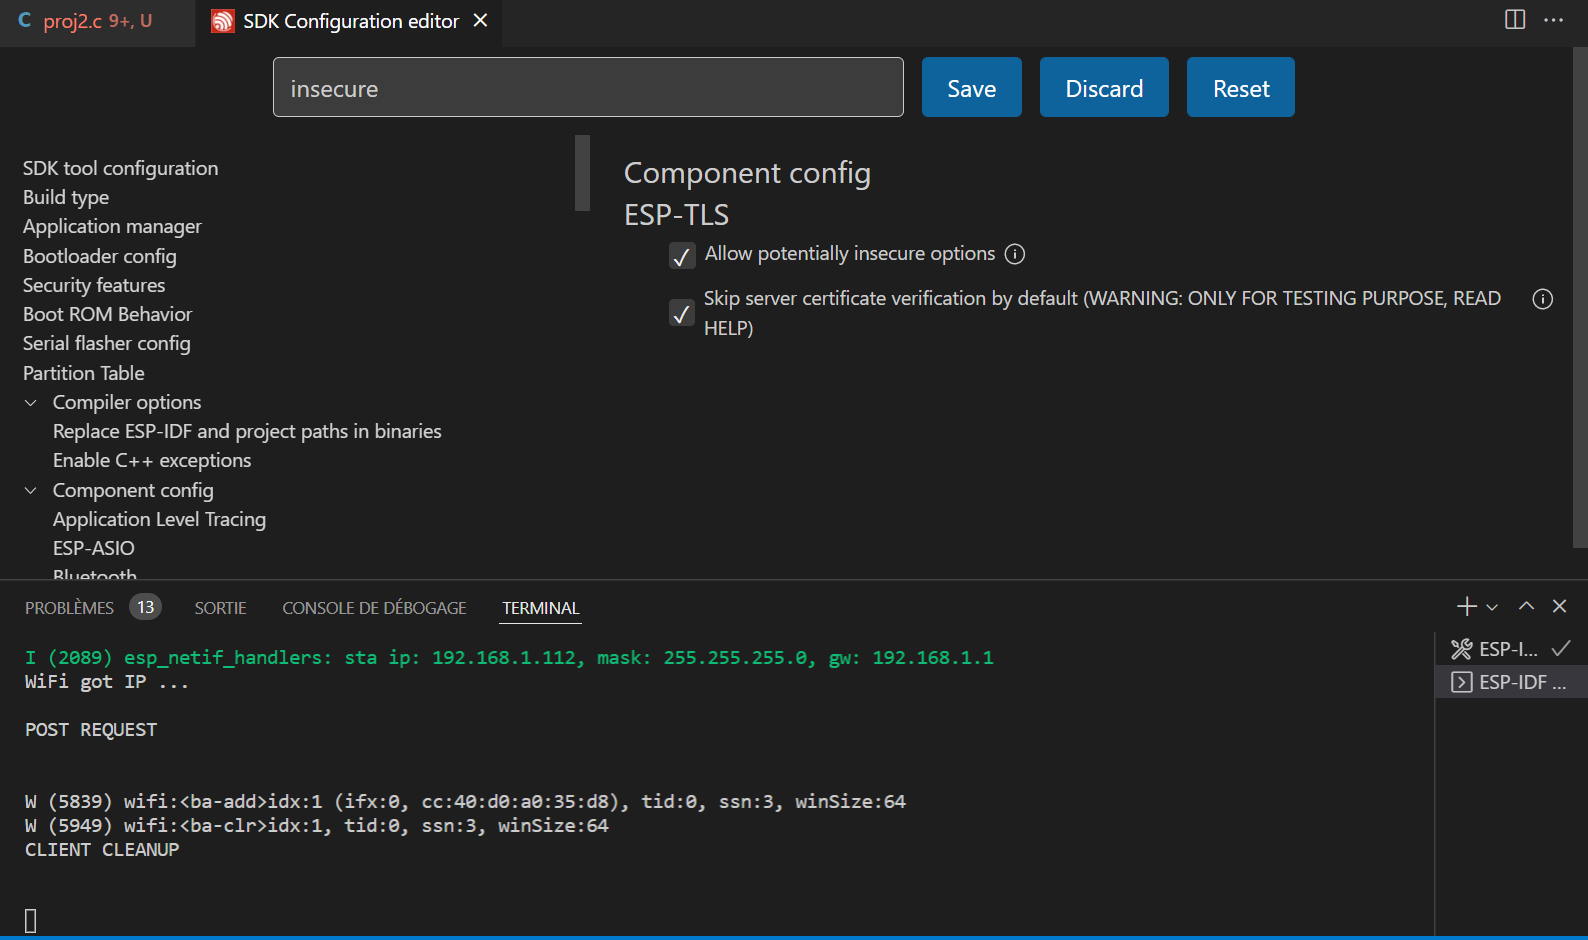 C proj2.c 9+, U
SDK Configuration editor
insecure
Save
Discard
Reset
SDK tool configuration
Build type
Application manager
Bootloader config
Security features
Boot ROM Behavior
Serial flasher config
Partition Table
Compiler options
Replace ESP-IDF and project paths in binaries
Enable C++ exceptions
Component config
Application Level Tracing
ESP-ASIO
Bluetooth
Component config
ESP-TLS
Allow potentially insecure options
Skip server certificate verification by default (WARNING: ONLY FOR TESTING PURPOSE, READ
HELP)
PROBLÈMES 13
SORTIE
CONSOLE DE DÉBOGAGE
TERMINAL
I (2089) esp_netif_handlers: sta ip: 192.168.1.112, mask: 255.255.255.0, gw: 192.168.1.1
WiFi got IP ...
POST REQUEST
W (5839) wifi:<ba-add>idx:1 (ifx:0, cc:40:d0:a0:35:d8), tid:0, ssn:3, winSize:64
W (5949) wifi:<ba-clr>idx:1, tid:0, ssn:3, winSize:64
CLIENT CLEANUP
ESP-I...
ESP-IDF ...